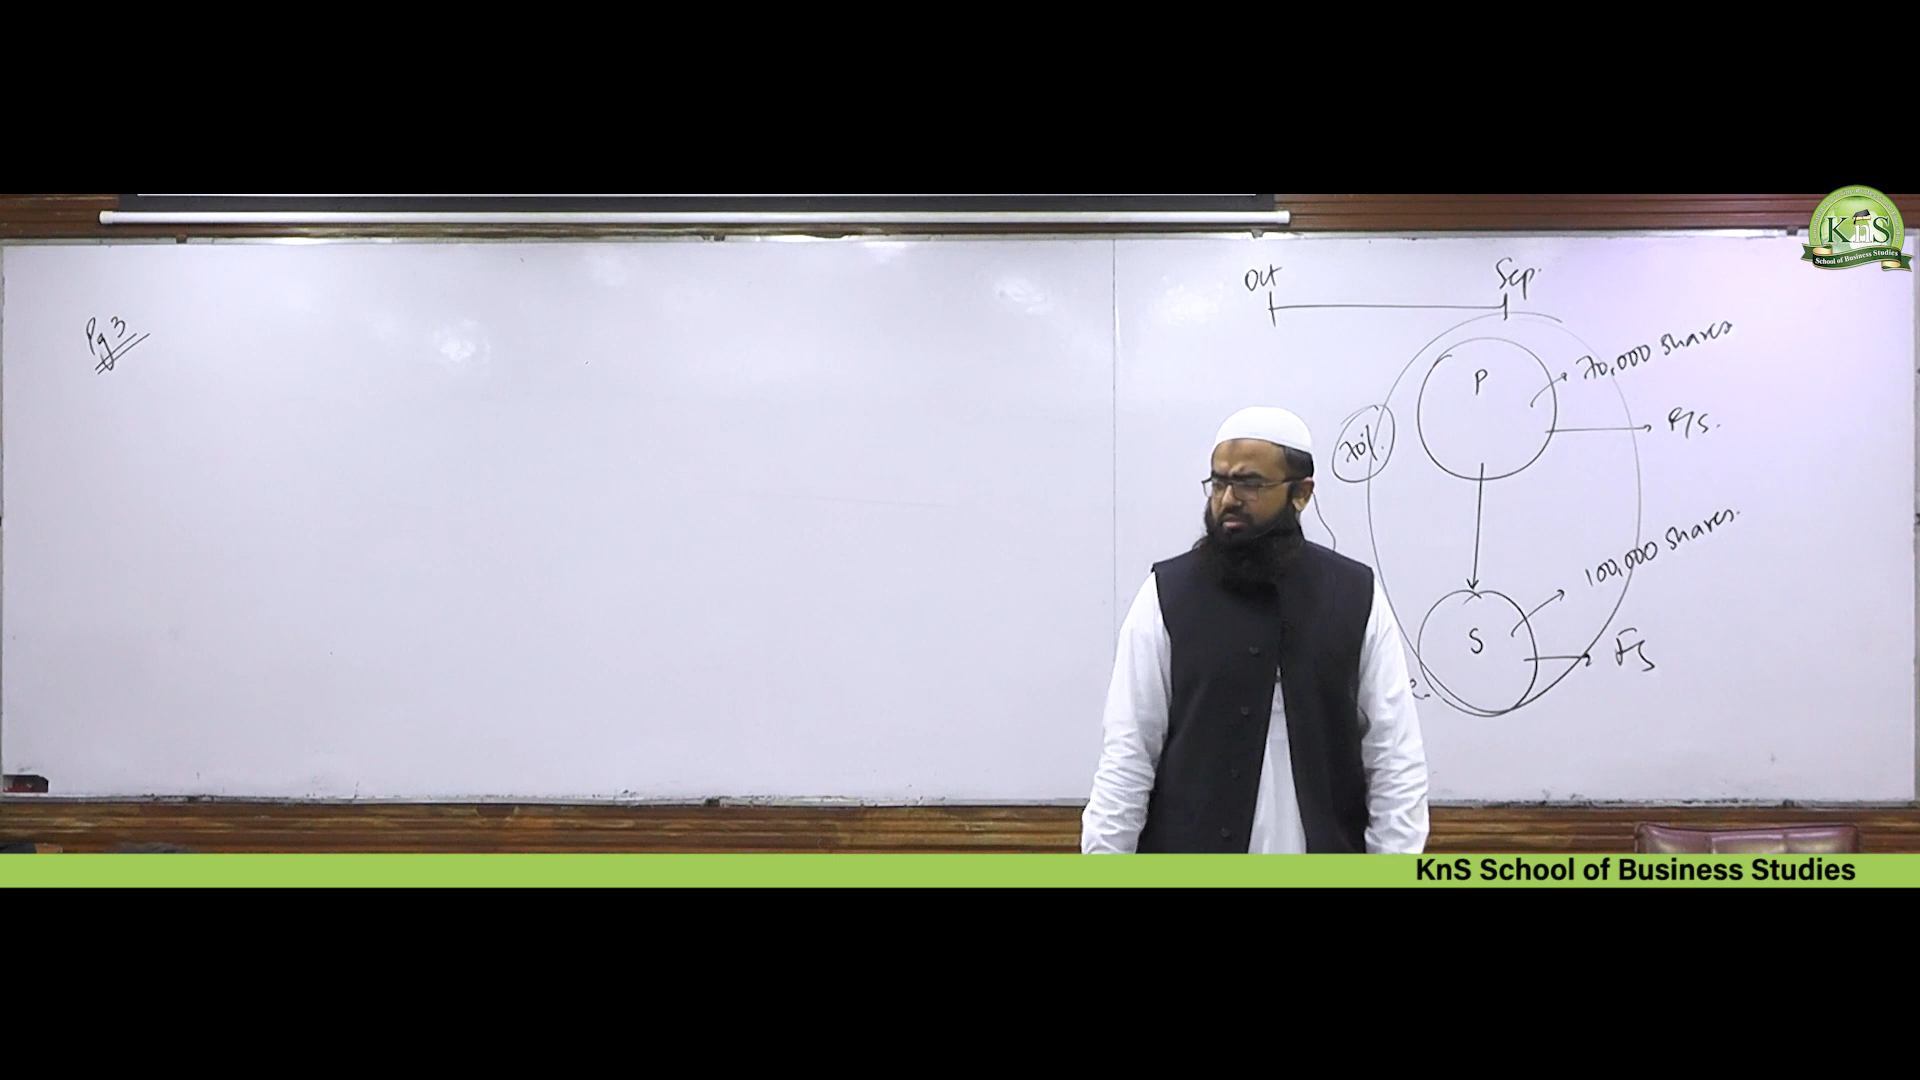 KnS
School of Business Studies
Oct
Sep.
Pg 3
70,000 shares
P
70%.
F/S.
100,000 shares.
S
FS
KnS School of Business Studies